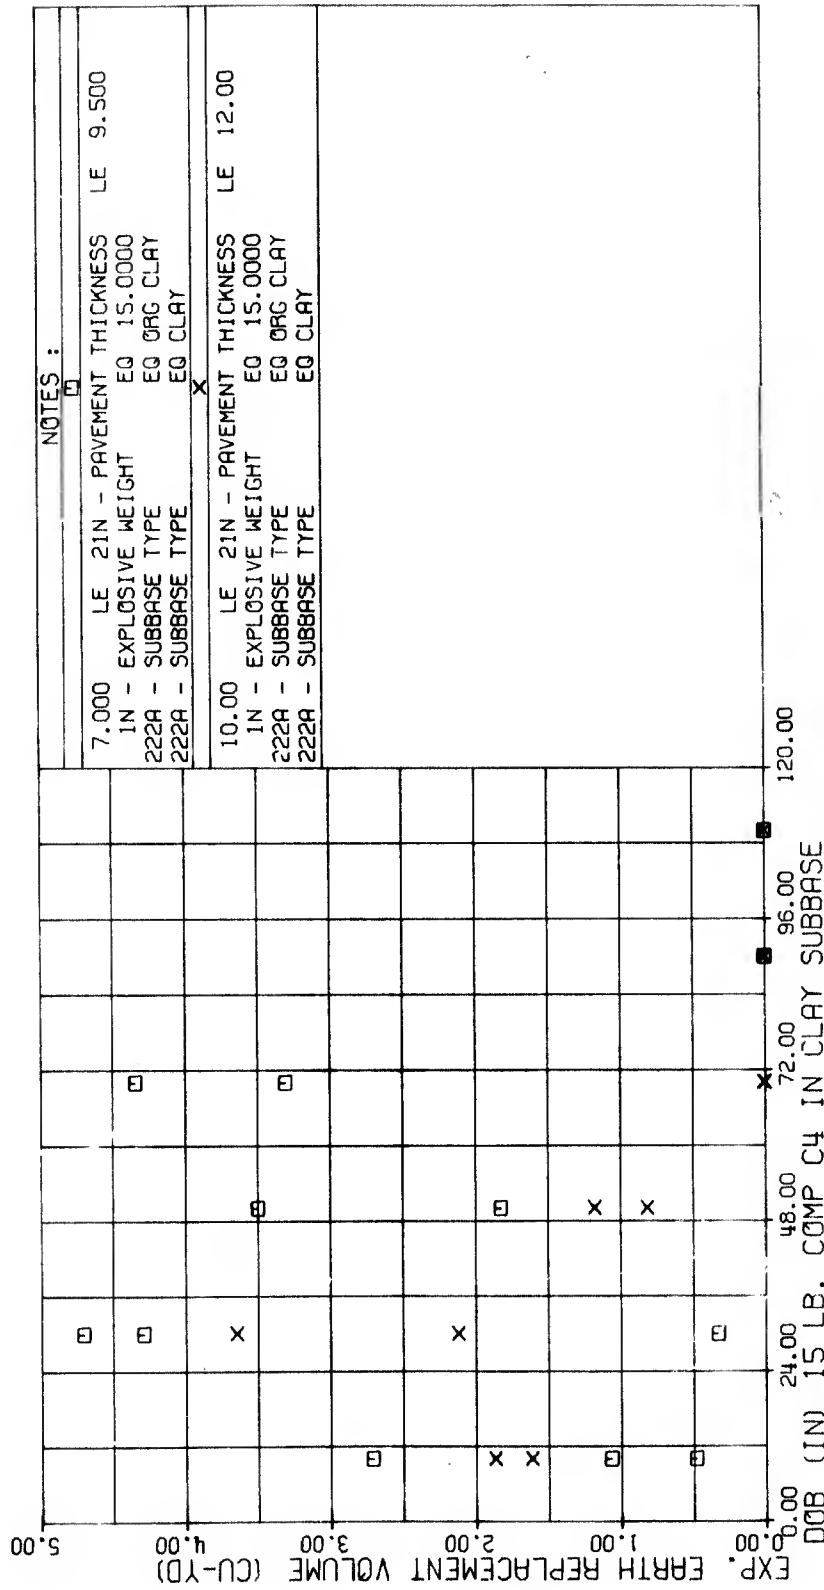 NOTES :
7.000 LE 21N - PAVEMENT THICKNESS LE 9.500
1N - EXPLOSIVE WEIGHT EQ 15.0000
222A - SUBBASE TYPE EQ ORG CLAY
222A - SUBBASE TYPE EQ CLAY
X
10.00 LE 21N - PAVEMENT THICKNESS LE 12.00
1N - EXPLOSIVE WEIGHT EQ 15.0000
222A - SUBBASE TYPE EQ ORG CLAY
222A - SUBBASE TYPE EQ CLAY
EXP. EARTH REPLACEMENT VOLUME (CU-YD)
5.00
4.00
3.00
2.00
1.00
0.00
0.00 24.00 48.00 72.00 96.00 120.00
DOB (IN) 15 LB. COMP C4 IN CLAY SUBBASE